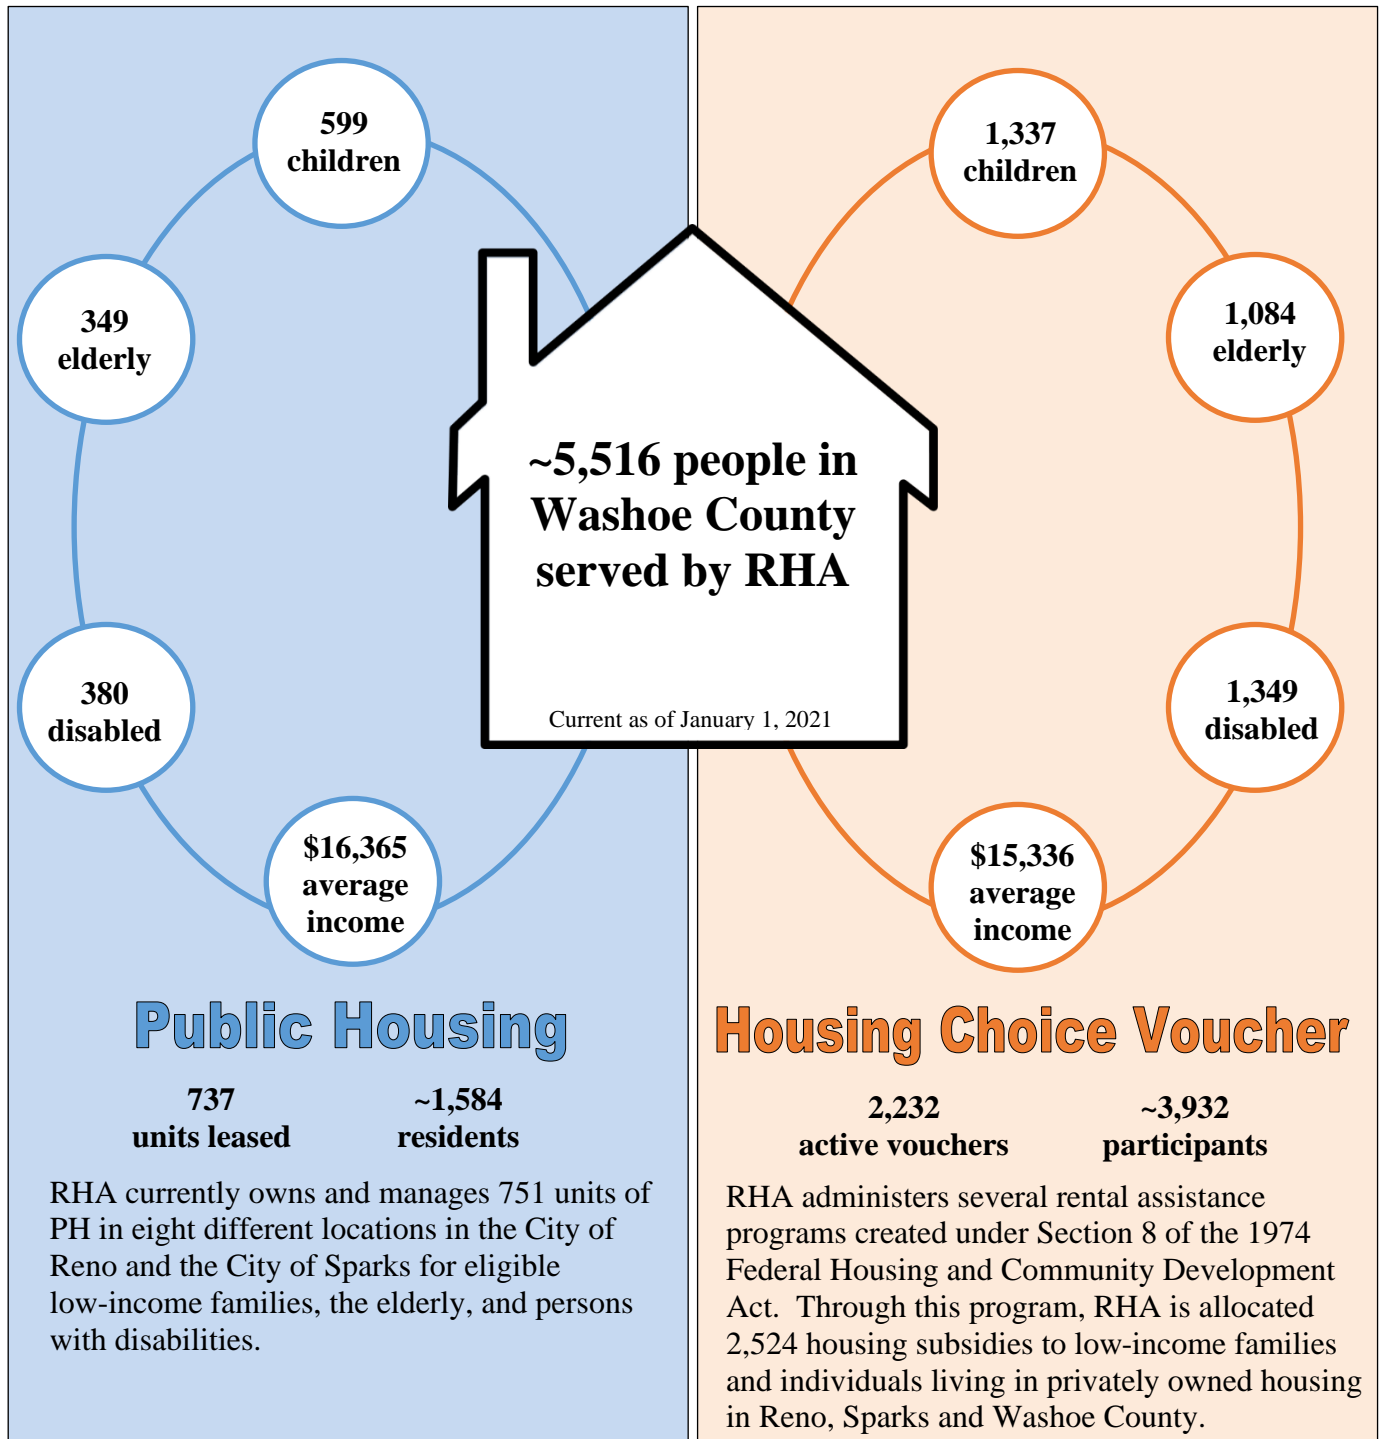 599
children
349
elderly
380
disabled
$16,365
average
income
1,337
children
1,084
elderly
1,349
disabled
$15,336
average
income
~5,516 people in
Washoe County
served by RHA
Current as of January 1, 2021
Public Housing
737
units leased
~1,584
residents
RHA currently owns and manages 751 units of
PH in eight different locations in the City of
Reno and the City of Sparks for eligible
low-income families, the elderly, and persons
with disabilities.
Housing Choice Voucher
2,232
active vouchers
~3,932
participants
RHA administers several rental assistance
programs created under Section 8 of the 1974
Federal Housing and Community Development
Act.  Through this program, RHA is allocated
2,524 housing subsidies to low-income families
and individuals living in privately owned housing
in Reno, Sparks and Washoe County.